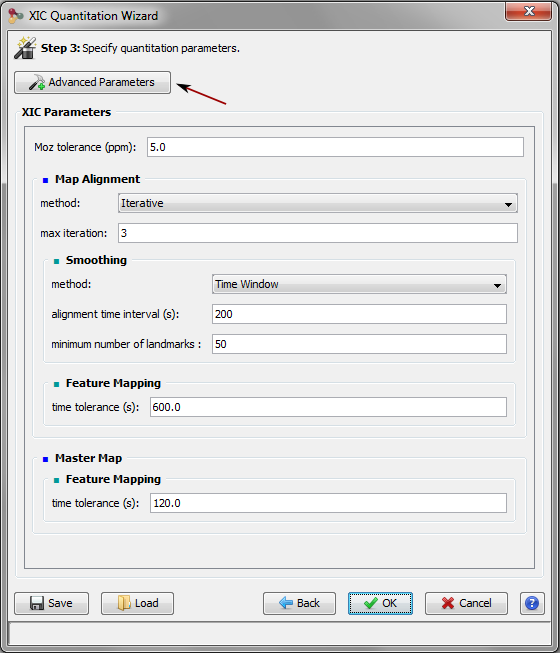 XIC Quantitation Wizard
Step 3: Specify quantitation parameters.
Advanced Parameters
XIC Parameters
Moz tolerance (ppm): 5.0
Map Alignment
method: Iterative
max iteration: 3
Smoothing
method: Time Window
alignment time interval (s): 200
minimum number of landmarks : 50
Feature Mapping
time tolerance (s): 600.0
Master Map
Feature Mapping
time tolerance (s): 120.0
Save Load Back OK Cancel ?